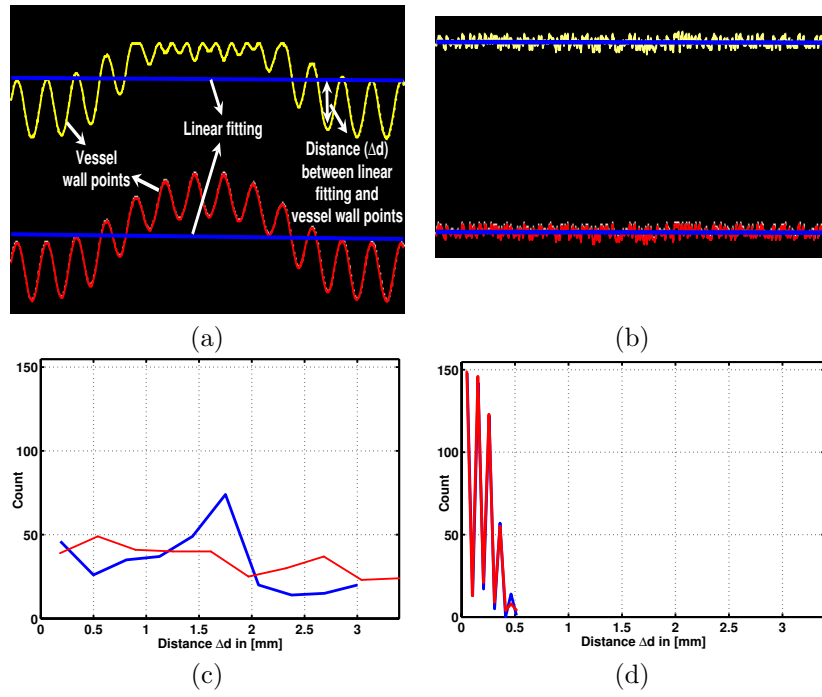 Linear fitting
Vessel
wall points
Distance (Δd)
between linear
fitting and
vessel wall points
(a)
(b)
150
100
50
0
Count
0 0.5 1 1.5 2 2.5 3
Distance Δd in [mm]
(c)
150
100
50
0
Count
0 0.5 1 1.5 2 2.5 3
Distance Δd in [mm]
(d)